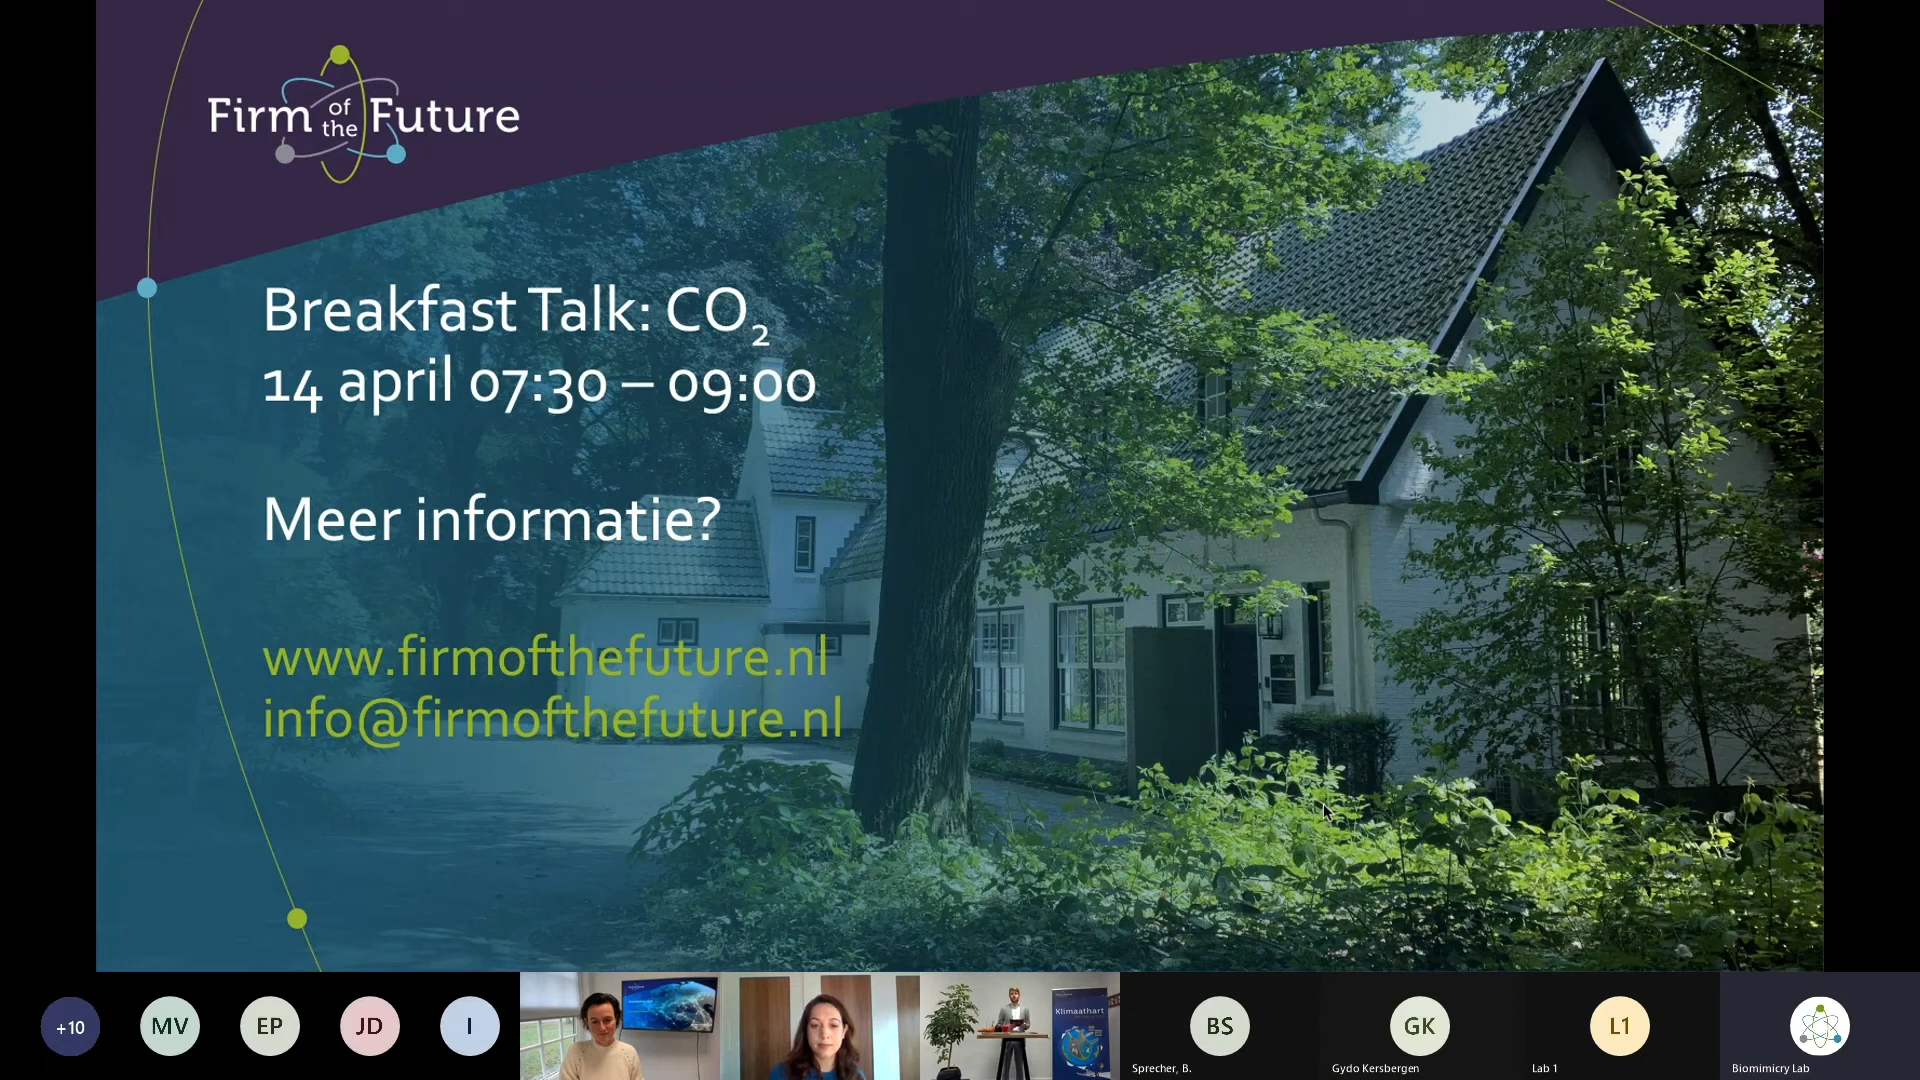 Firm of the Future
Breakfast Talk: CO₂
14 april 07:30 – 09:00
Meer informatie?
www.firmofthefuture.nl
info@firmofthefuture.nl
+10
MV
EP
JD
I
Klimaathart
BS
Sprecher, B.
GK
Gydo Kersbergen
L1
Lab 1
Biomimicry Lab